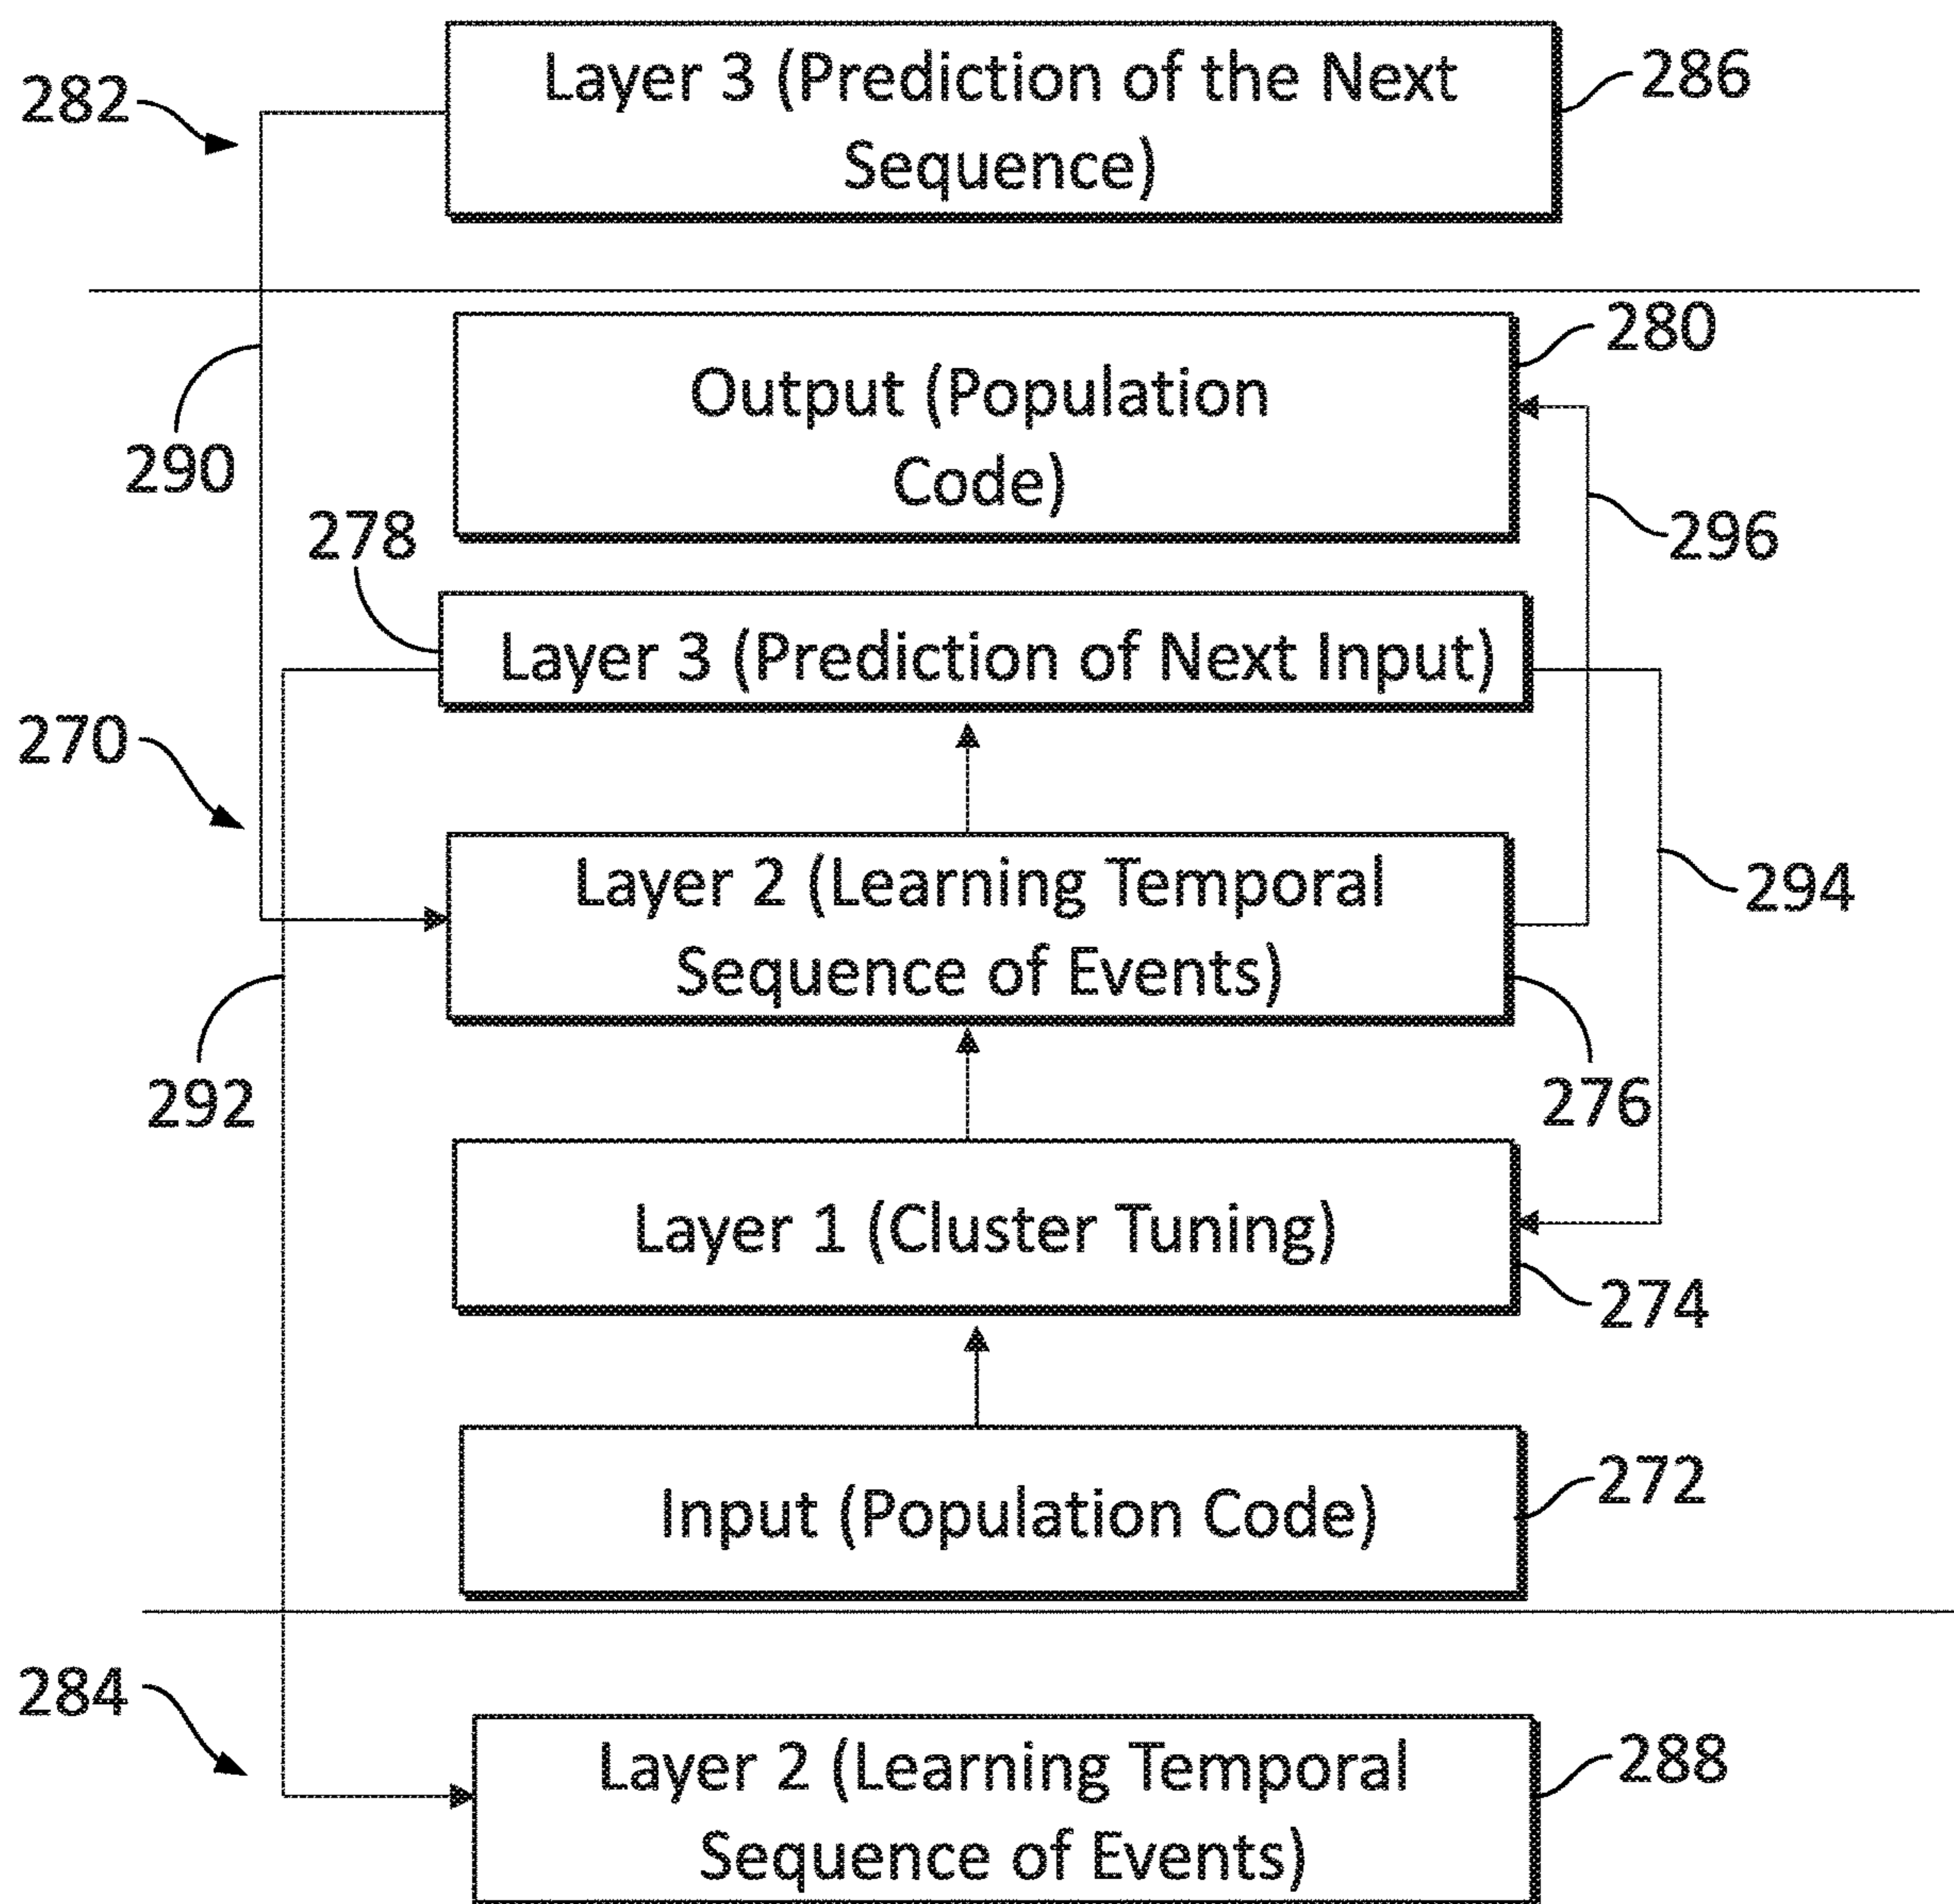 282
Layer 3 (Prediction of the Next
Sequence)
286
280
Output (Population
Code)
290
296
278
Layer 3 (Prediction of Next Input)
270
Layer 2 (Learning Temporal
Sequence of Events)
294
292
276
Layer 1 (Cluster Tuning)
274
Input (Population Code)
272
284
Layer 2 (Learning Temporal
Sequence of Events)
288